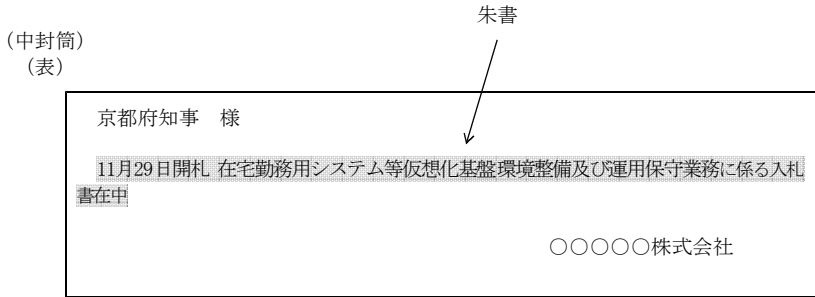 朱書
(中封筒)
(表)
京都府知事 様
11月29日開札 在宅勤務用システム等仮想化基盤環境整備及び運用保守業務に係る入札
書在中
○○○○○株式会社